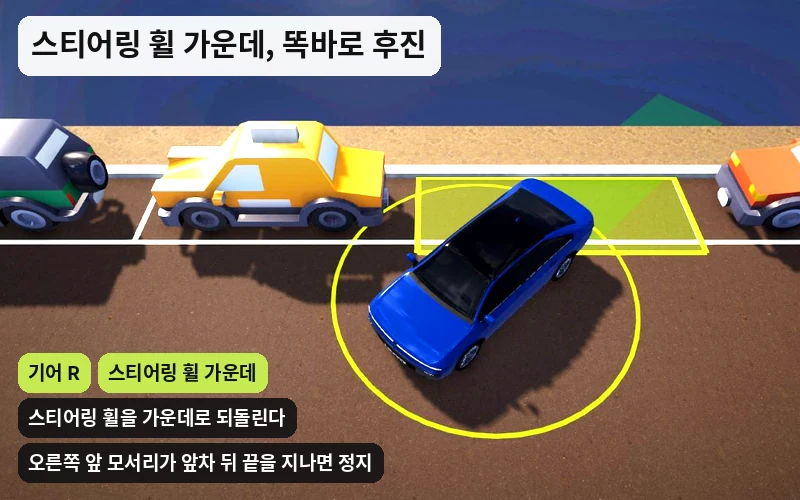 스티어링 휠 가운데, 똑바로 후진
기어 R
스티어링 휠 가운데
스티어링 휠을 가운데로 되돌린다
오른쪽 앞 모서리가 앞차 뒤 끝을 지나면 정지